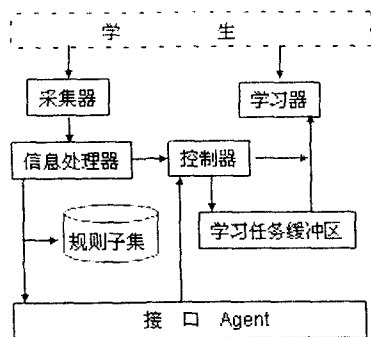 学 生
采集器 学习器
信息处理器 控制器
规则子集 学习任务缓冲区
接 口 Agent